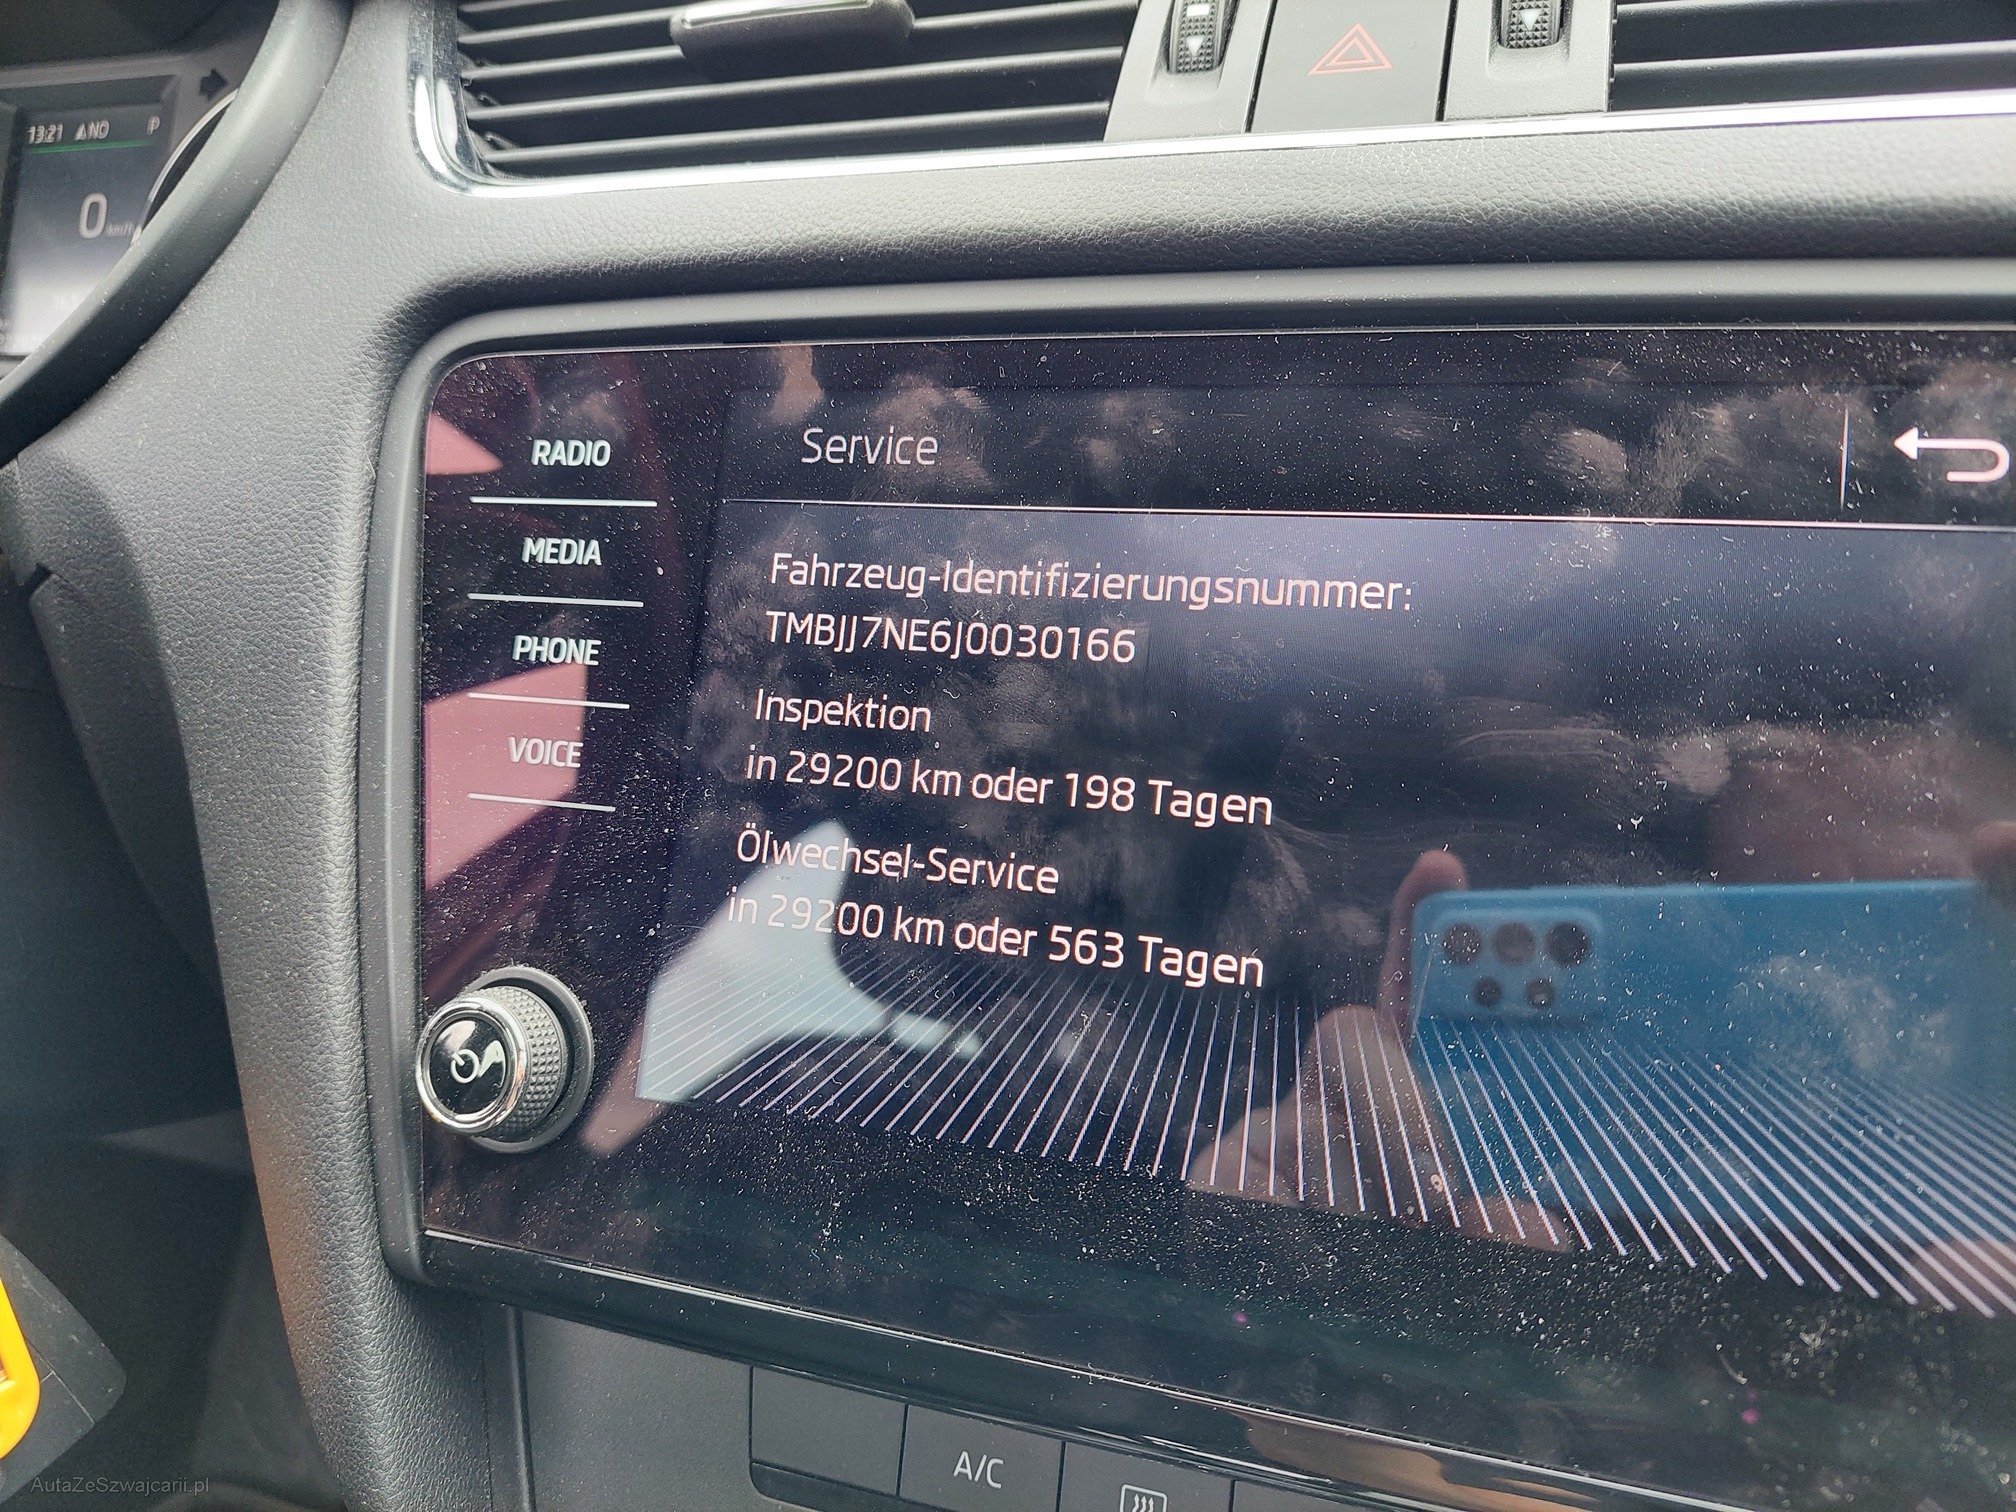 13:21
P
0
km/h
RADIO
MEDIA
PHONE
VOICE
Service
Fahrzeug-Identifizierungsnummer:
TMBJJ7NE6J0030166
Inspektion
in 29200 km oder 198 Tagen
Ölwechsel-Service
in 29200 km oder 563 Tagen
A/C
AutaZeSzwajcarii.pl